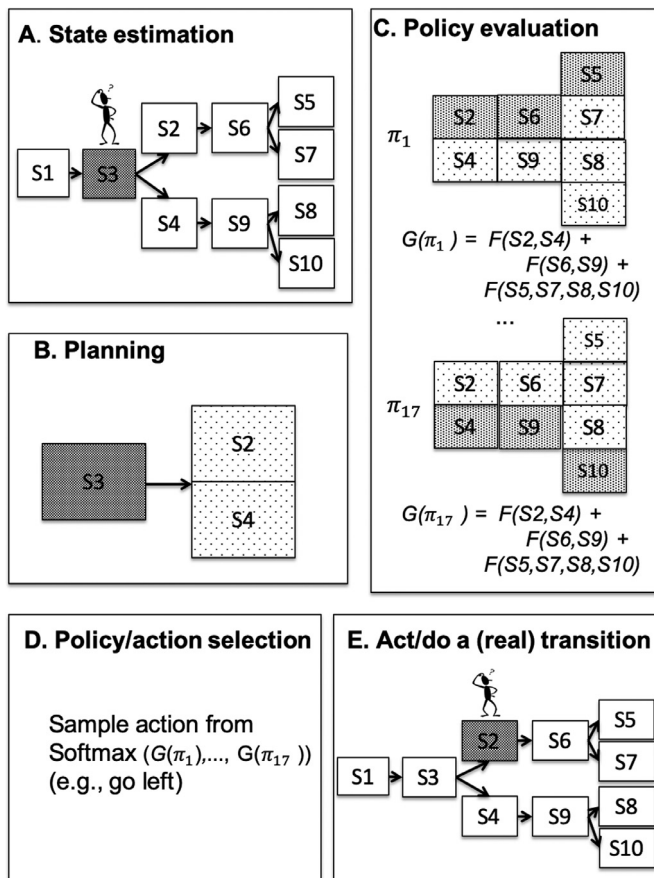 A. State estimation
?
S1
S3
S2
S6
S5
S7
S4
S9
S8
S10
B. Planning
S3
S2
S4
C. Policy evaluation
π1
S5
S2
S6
S7
S4
S9
S8
S10
G(π1 ) = F(S2,S4) +
F(S6,S9) +
F(S5,S7,S8,S10)
...
π17
S5
S2
S6
S7
S4
S9
S8
S10
G(π17 ) = F(S2,S4) +
F(S6,S9) +
F(S5,S7,S8,S10)
D. Policy/action selection
Sample action from
Softmax (G(π1),..., G(π17 ))
(e.g., go left)
E. Act/do a (real) transition
?
S1
S3
S2
S6
S5
S7
S4
S9
S8
S10